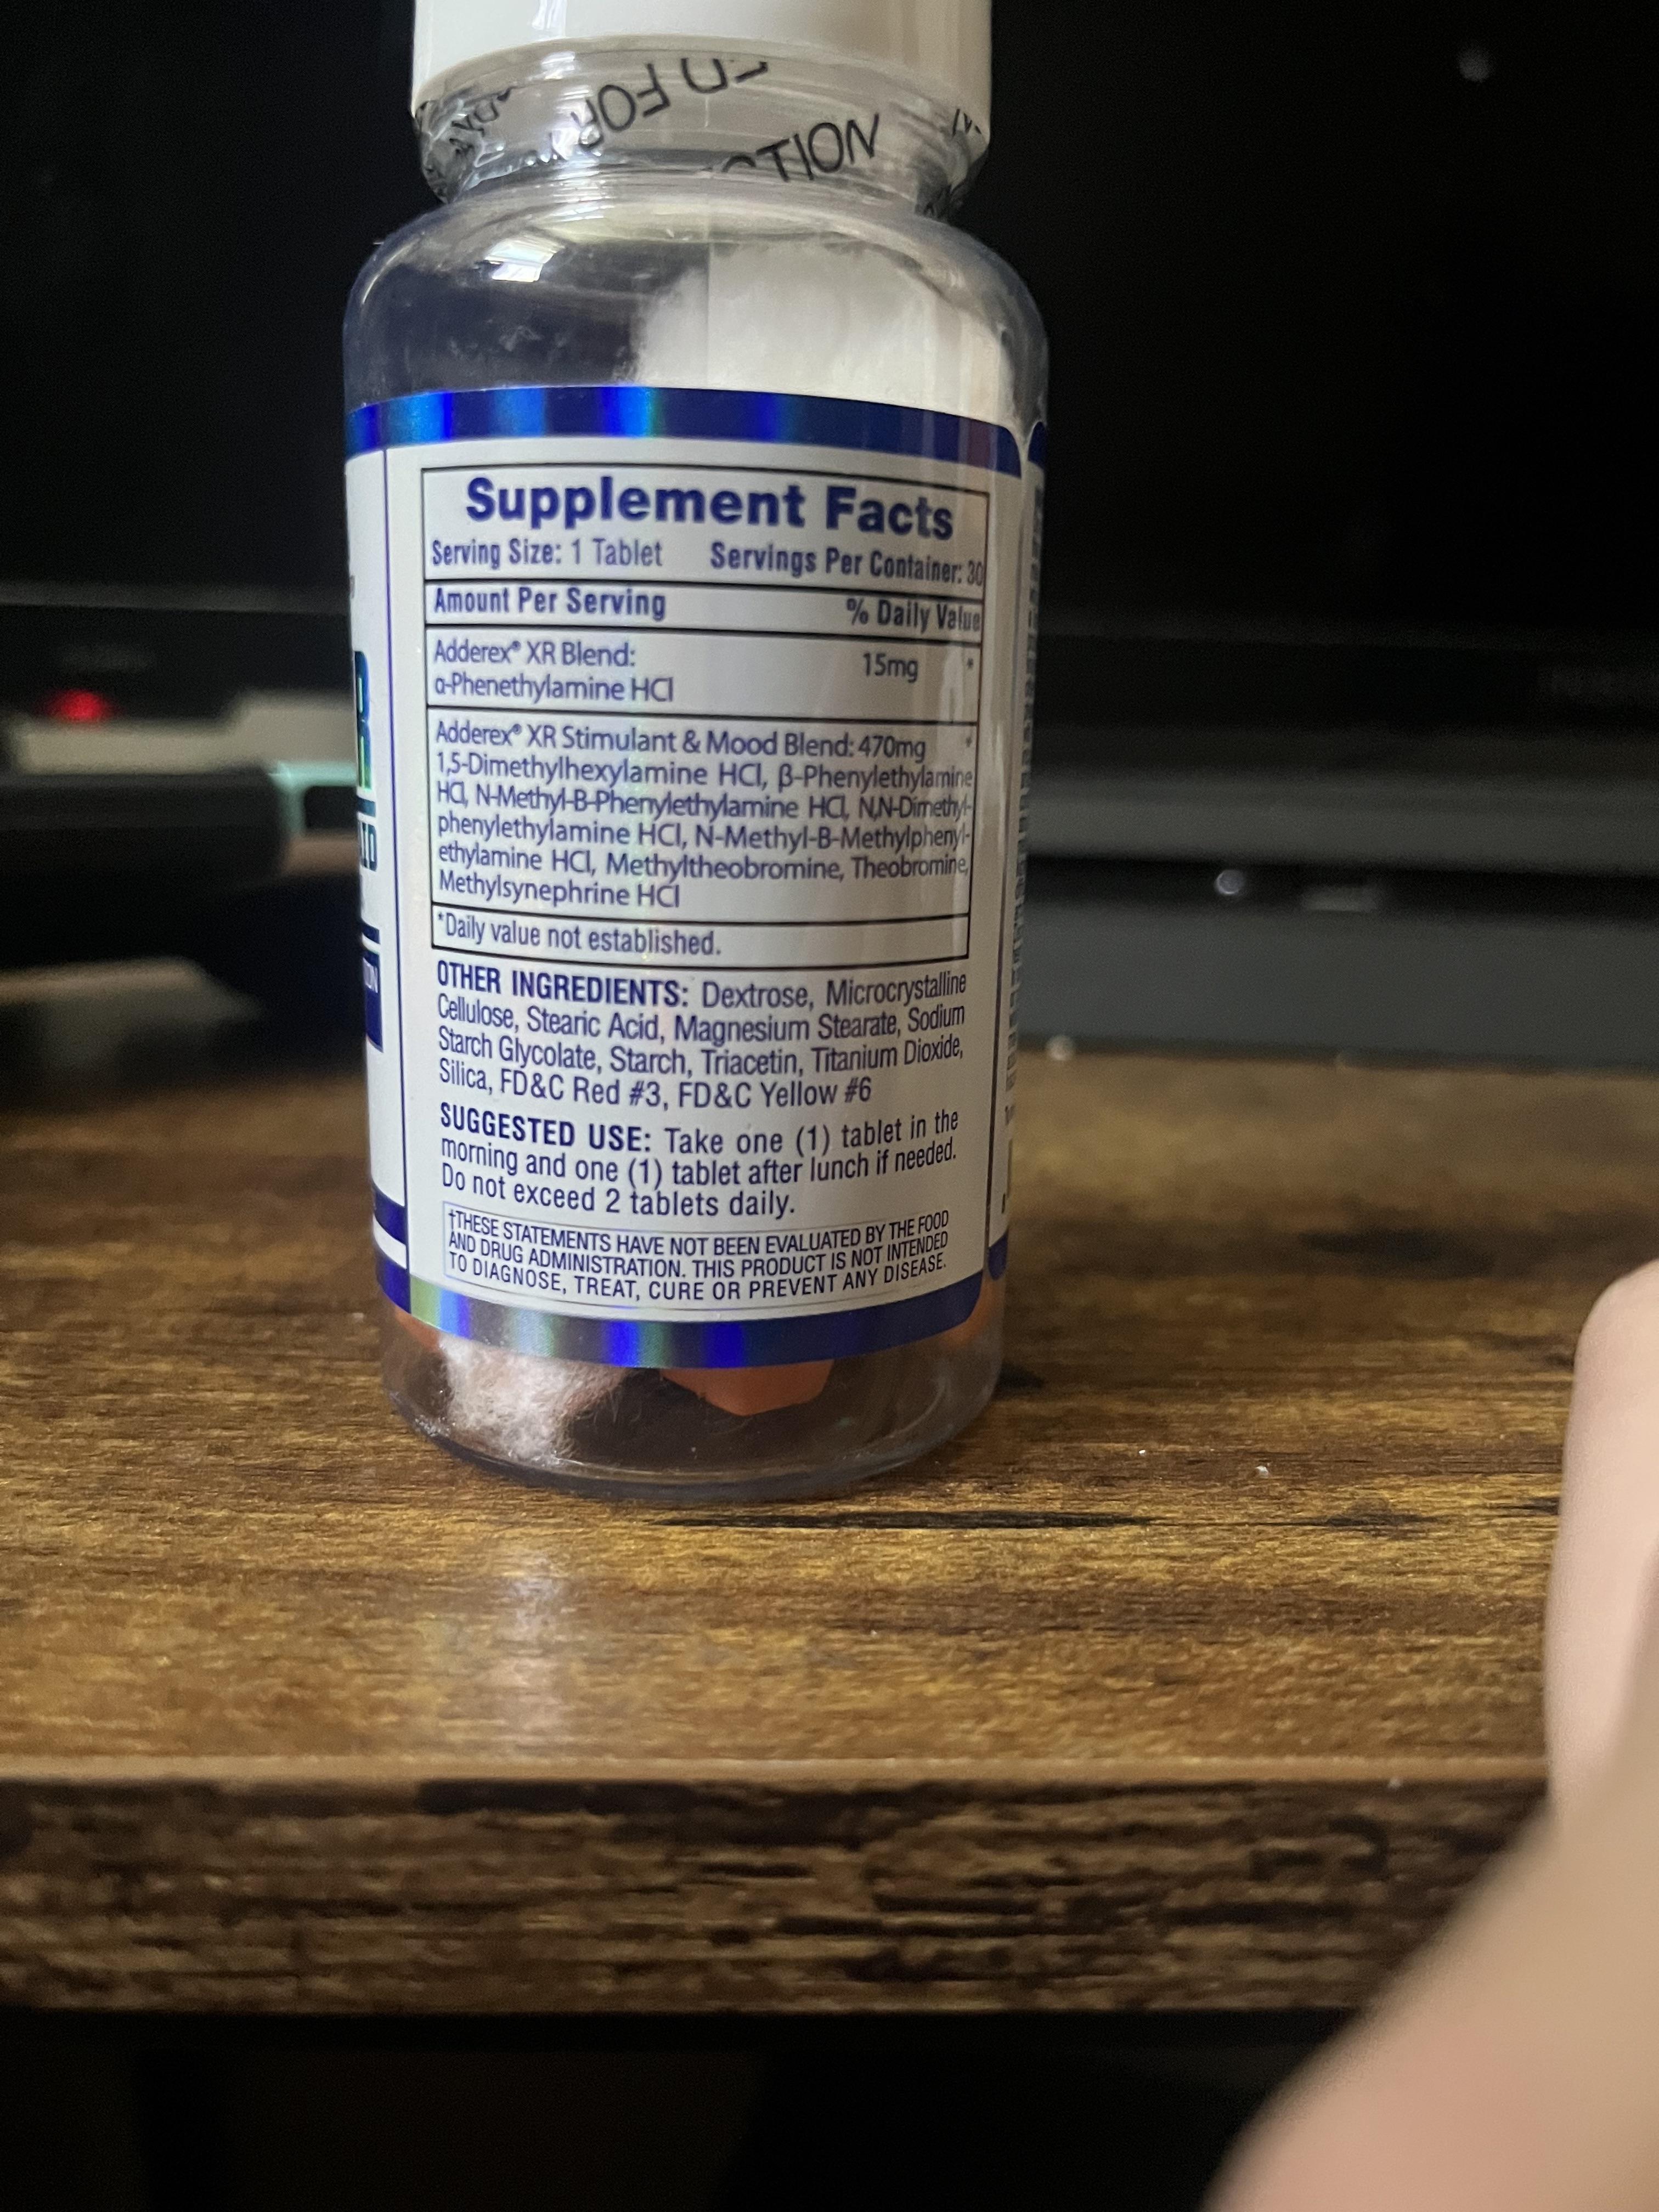 Supplement Facts
Serving Size: 1 Tablet Servings Per Container: 30
Amount Per Serving % Daily Value
Adderex® XR Blend: 15mg *
α-Phenethylamine HCl
Adderex® XR Stimulant & Mood Blend: 470mg *
1,5-Dimethylhexylamine HCl, β-Phenylethylamine
HCl, N-Methyl-B-Phenylethylamine HCl, N,N-Dimethyl-
phenylethylamine HCl, N-Methyl-B-Methylphenyl-
ethylamine HCl, Methyltheobromine, Theobromine,
Methylsynephrine HCl
*Daily value not established.
OTHER INGREDIENTS: Dextrose, Microcrystalline
Cellulose, Stearic Acid, Magnesium Stearate, Sodium
Starch Glycolate, Starch, Triacetin, Titanium Dioxide,
Silica, FD&C Red #3, FD&C Yellow #6
SUGGESTED USE: Take one (1) tablet in the
morning and one (1) tablet after lunch if needed.
Do not exceed 2 tablets daily.
†THESE STATEMENTS HAVE NOT BEEN EVALUATED BY THE FOOD
AND DRUG ADMINISTRATION. THIS PRODUCT IS NOT INTENDED
TO DIAGNOSE, TREAT, CURE OR PREVENT ANY DISEASE.